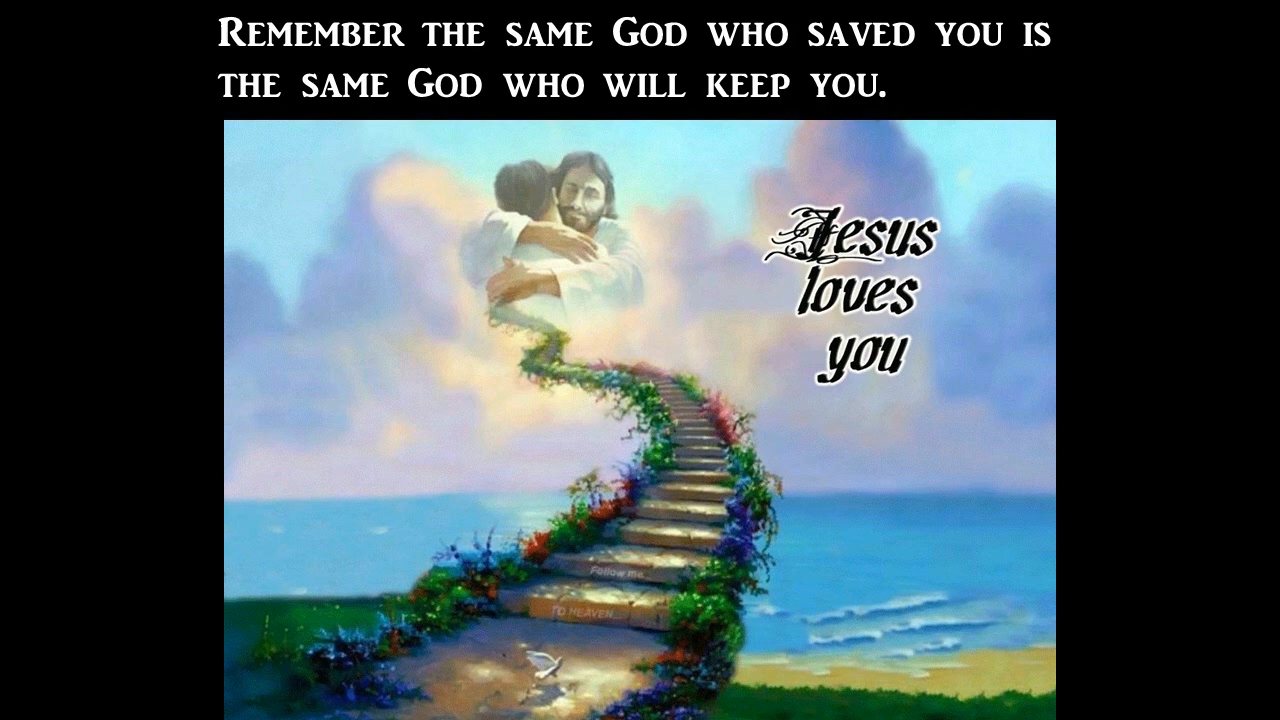 Remember the same God who saved you is
the same God who will keep you.
Jesus
loves
you
Follow me
TO HEAVEN...